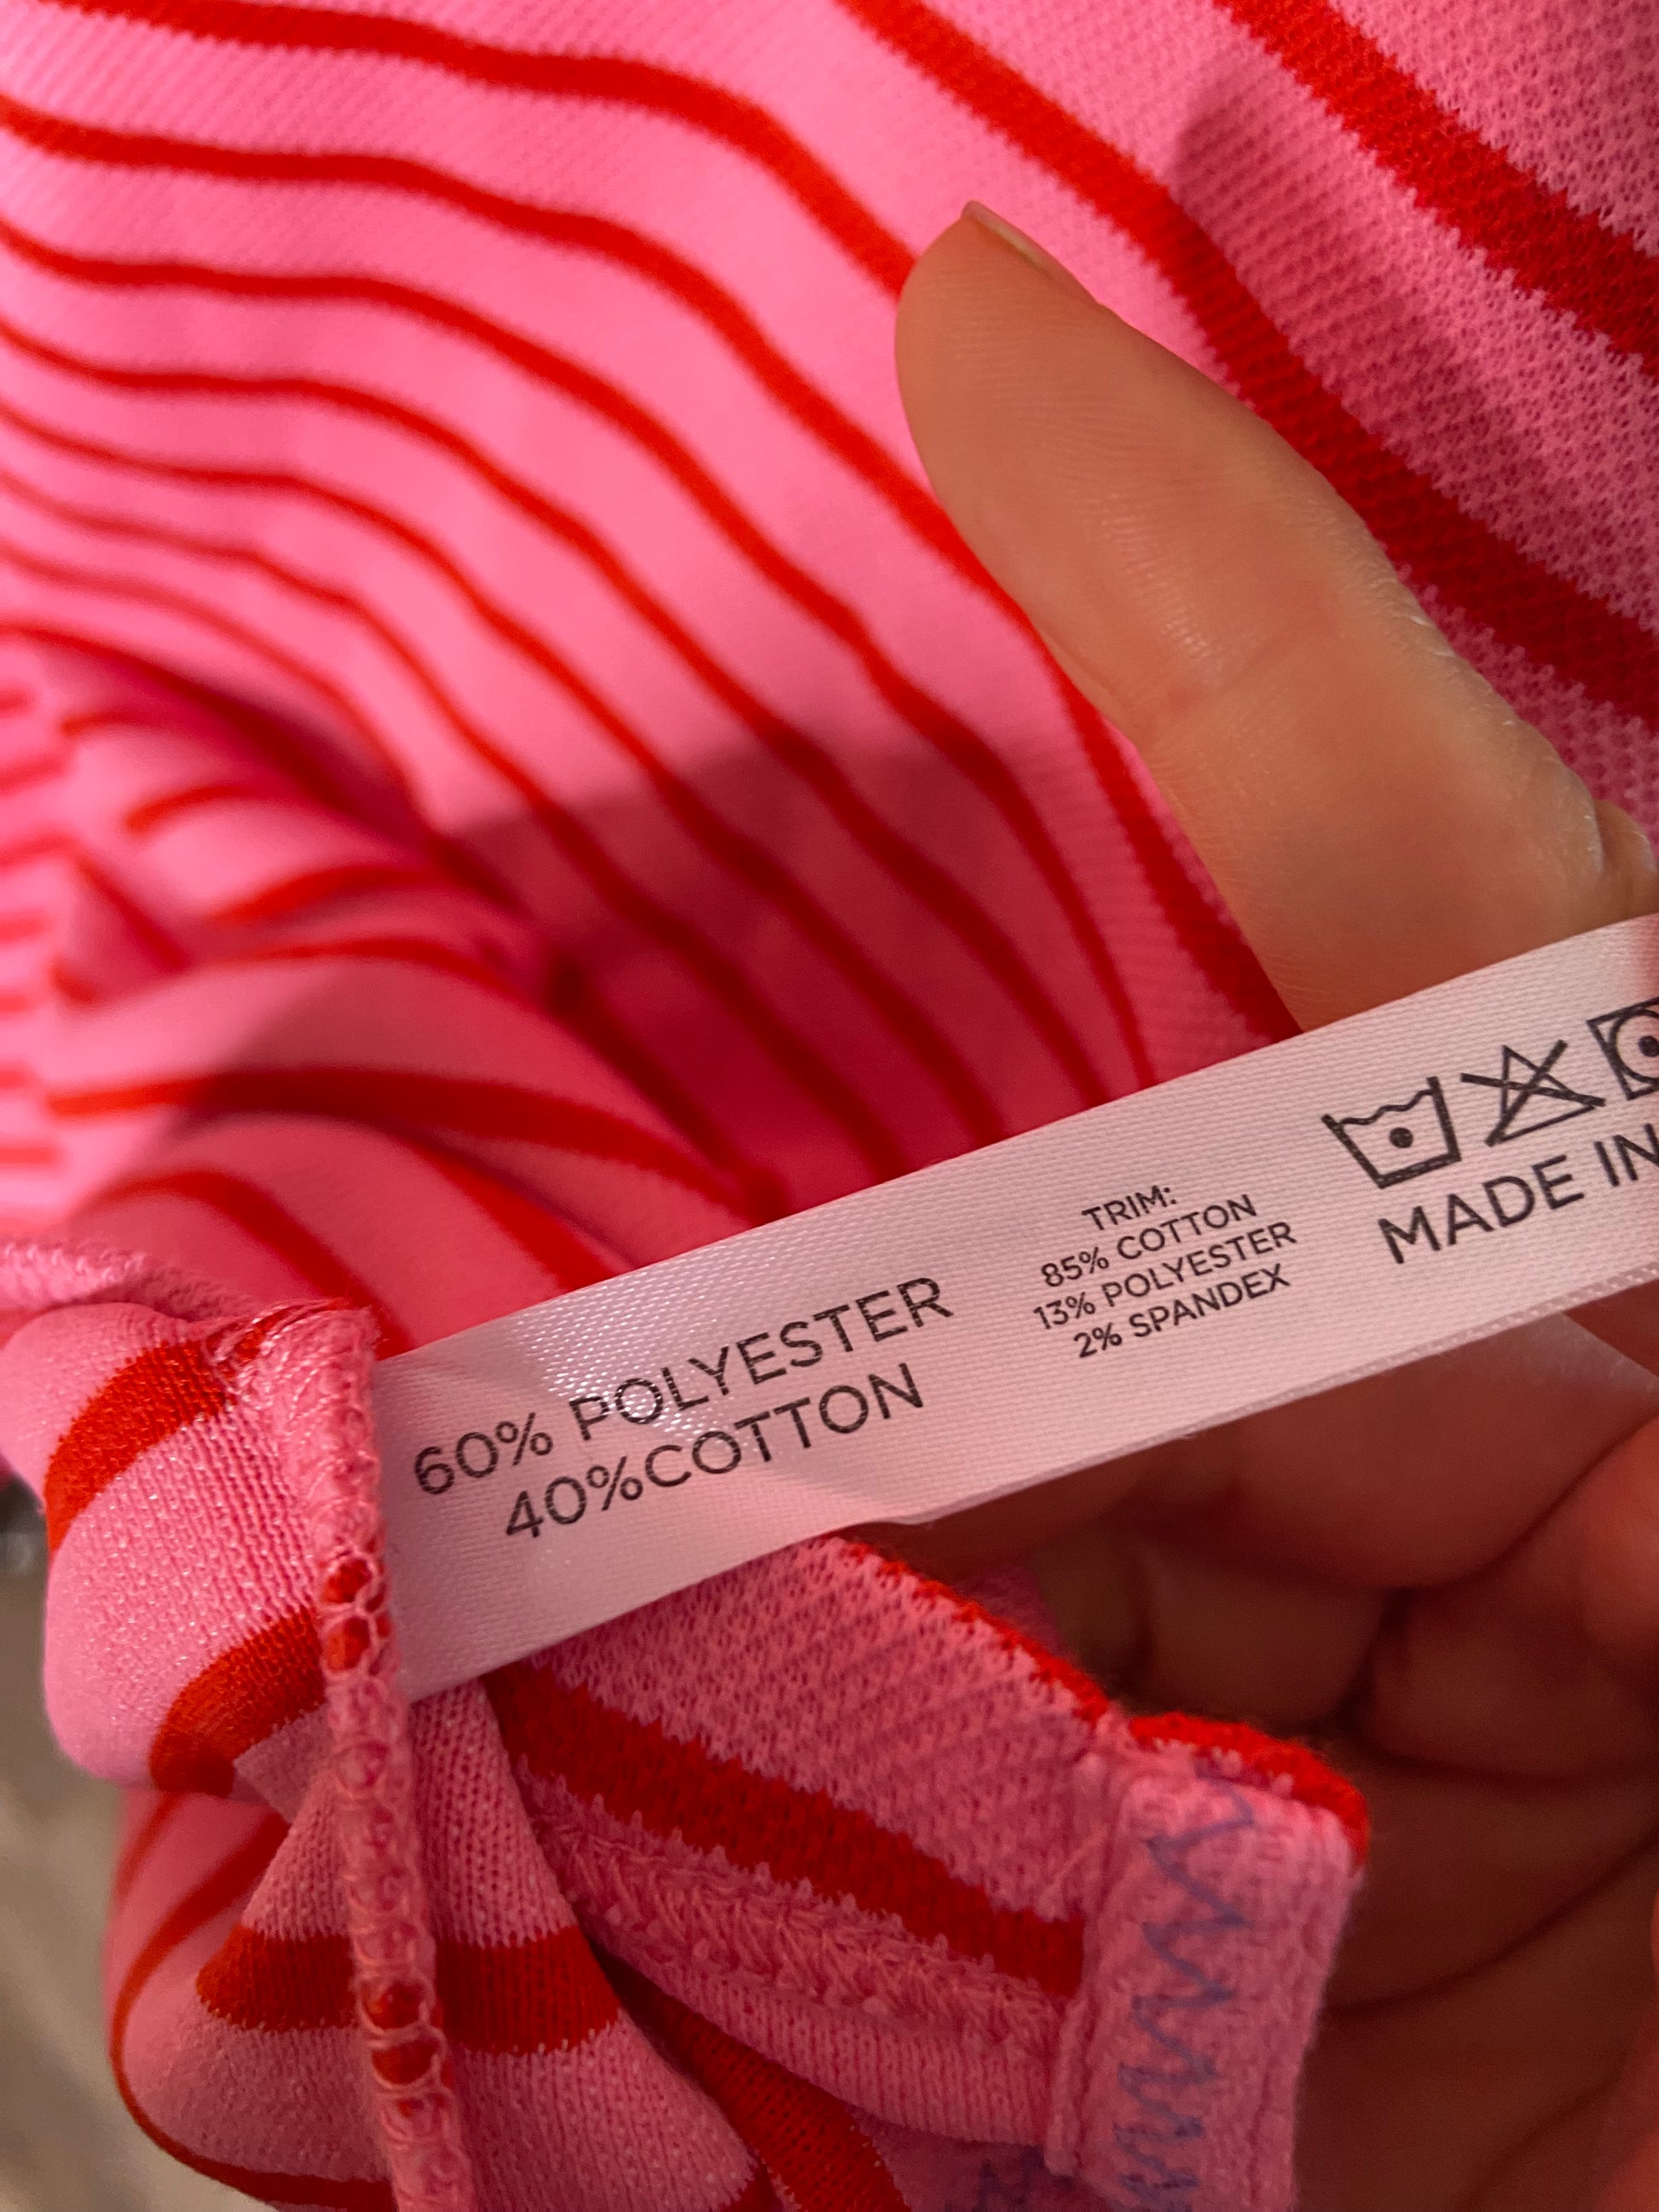 60% POLYESTER
40%COTTON
TRIM:
85% COTTON
13% POLYESTER
2% SPANDEX
MADE IN